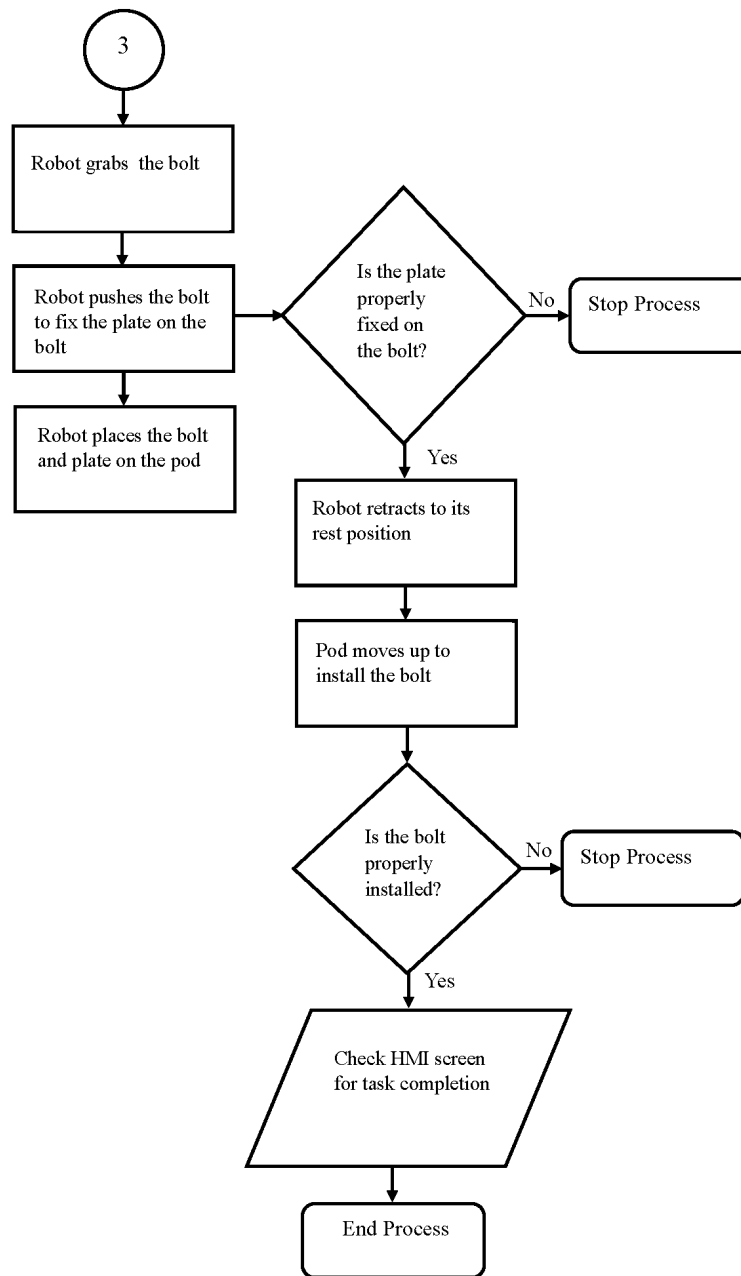 3
Robot grabs the bolt
Robot pushes the bolt
to fix the plate on the
bolt
Robot places the bolt
and plate on the pod
Is the plate
properly
fixed on
the bolt?
No
Stop Process
Yes
Robot retracts to its
rest position
Pod moves up to
install the bolt
Is the bolt
properly
installed?
No
Stop Process
Yes
Check HMI screen
for task completion
End Process